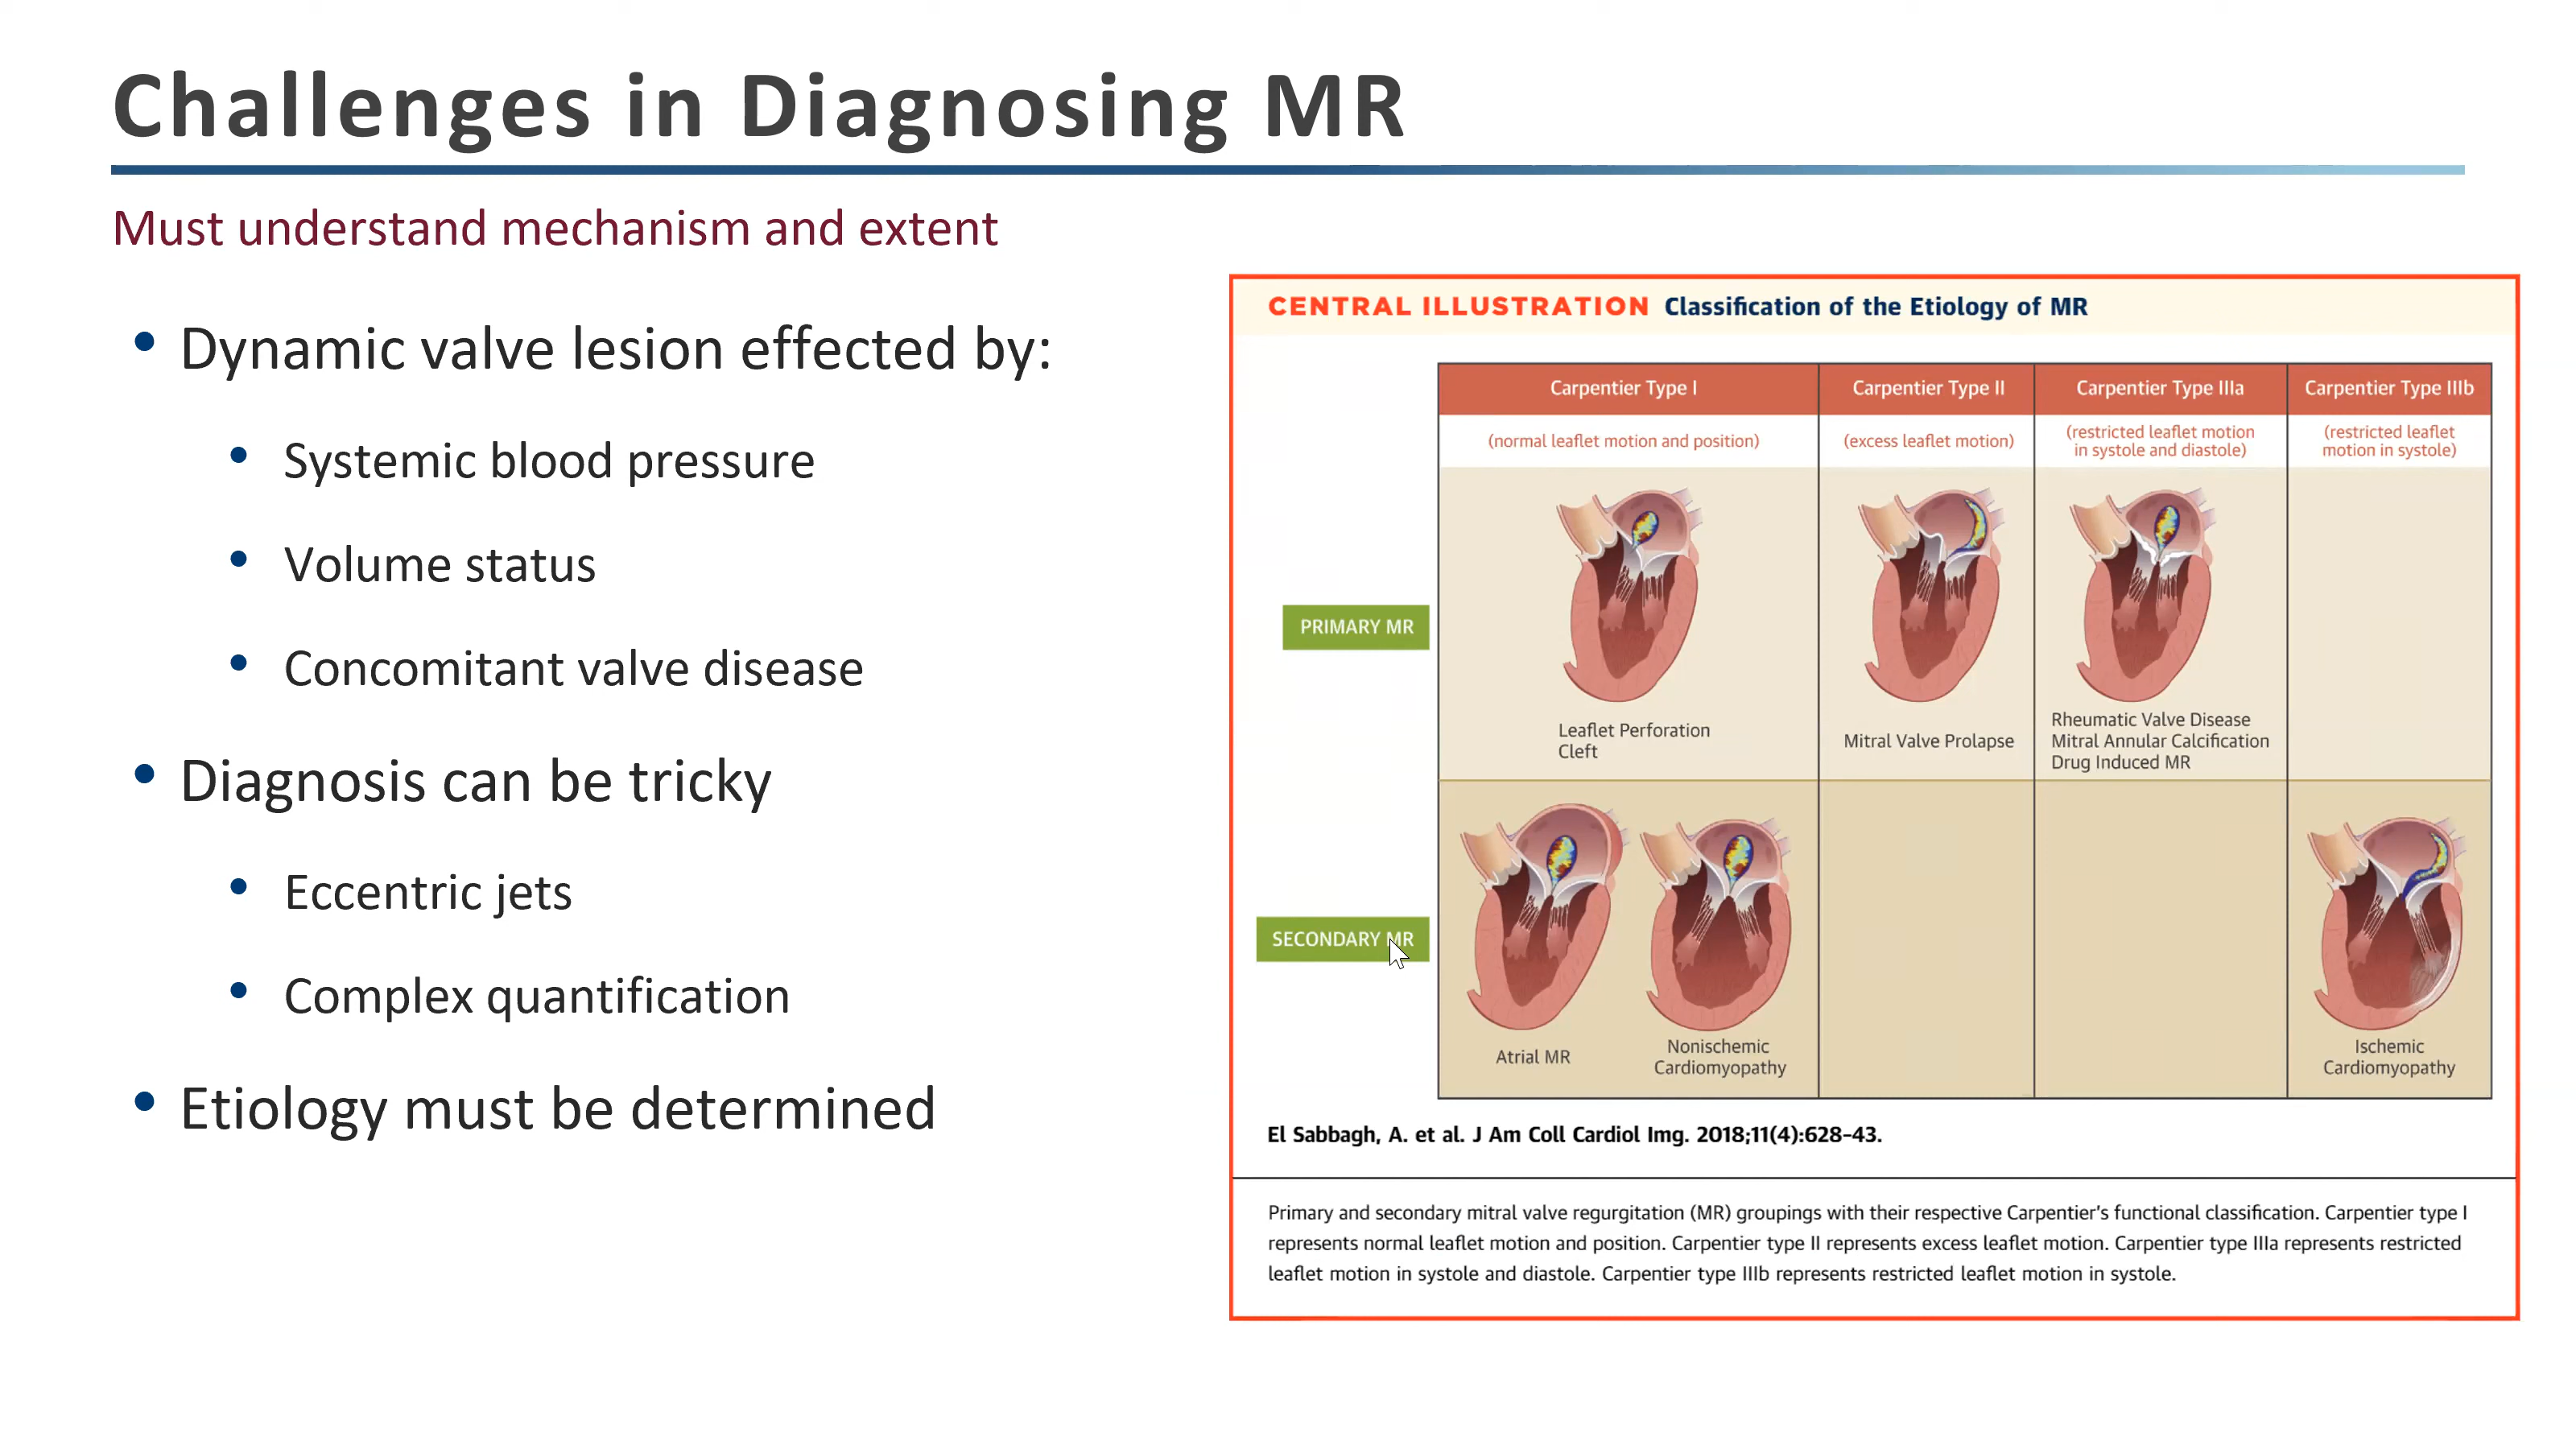 Challenges in Diagnosing MR
Must understand mechanism and extent
• Dynamic valve lesion effected by:
• Systemic blood pressure
• Volume status
• Concomitant valve disease
• Diagnosis can be tricky
• Eccentric jets
• Complex quantification
• Etiology must be determined
CENTRAL ILLUSTRATION Classification of the Etiology of MR
Carpentier Type I
Carpentier Type II
Carpentier Type IIIa
Carpentier Type IIIb
(normal leaflet motion and position)
(excess leaflet motion)
(restricted leaflet motion
in systole and diastole)
(restricted leaflet
motion in systole)
PRIMARY MR
Leaflet Perforation
Cleft
Mitral Valve Prolapse
Rheumatic Valve Disease
Mitral Annular Calcification
Drug Induced MR
SECONDARY MR
Atrial MR
Nonischemic
Cardiomyopathy
Ischemic
Cardiomyopathy
El Sabbagh, A. et al. J Am Coll Cardiol Img. 2018;11(4):628–43.
Primary and secondary mitral valve regurgitation (MR) groupings with their respective Carpentier's functional classification. Carpentier type I
represents normal leaflet motion and position. Carpentier type II represents excess leaflet motion. Carpentier type IIIa represents restricted
leaflet motion in systole and diastole. Carpentier type IIIb represents restricted leaflet motion in systole.